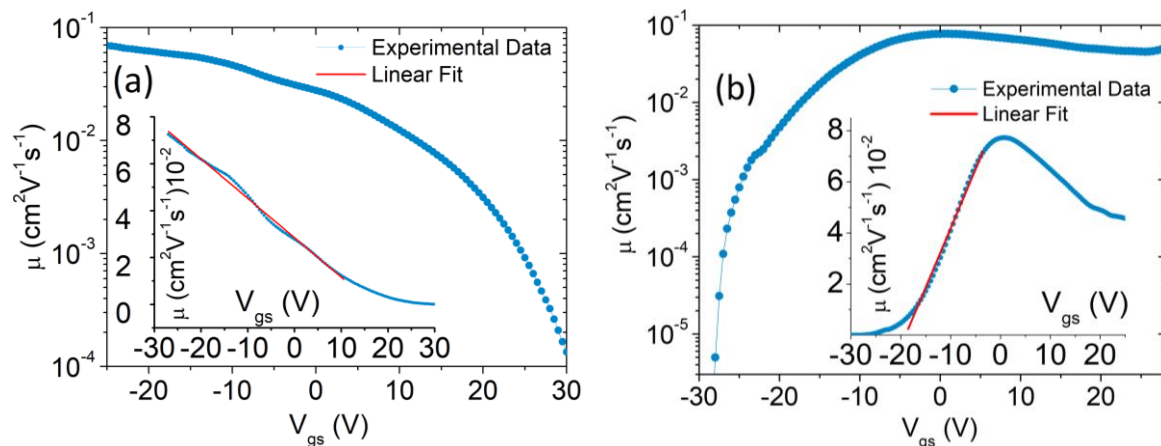 (a)
Experimental Data
Linear Fit
μ (cm²V⁻¹s⁻¹)
10⁻¹
10⁻²
10⁻³
10⁻⁴
-20 -10 0 10 20 30
V_gs (V)
μ (cm²V⁻¹s⁻¹)10⁻²
8
6
4
2
0
V_gs (V)
-30 -20 -10 0 10 20 30
(b)
Experimental Data
Linear Fit
μ (cm²V⁻¹s⁻¹)
10⁻¹
10⁻²
10⁻³
10⁻⁴
10⁻⁵
-30 -20 -10 0 10 20
V_gs (V)
μ (cm²V⁻¹s⁻¹) 10⁻²
8
6
4
2
V_gs (V)
-30 -20 -10 0 10 20